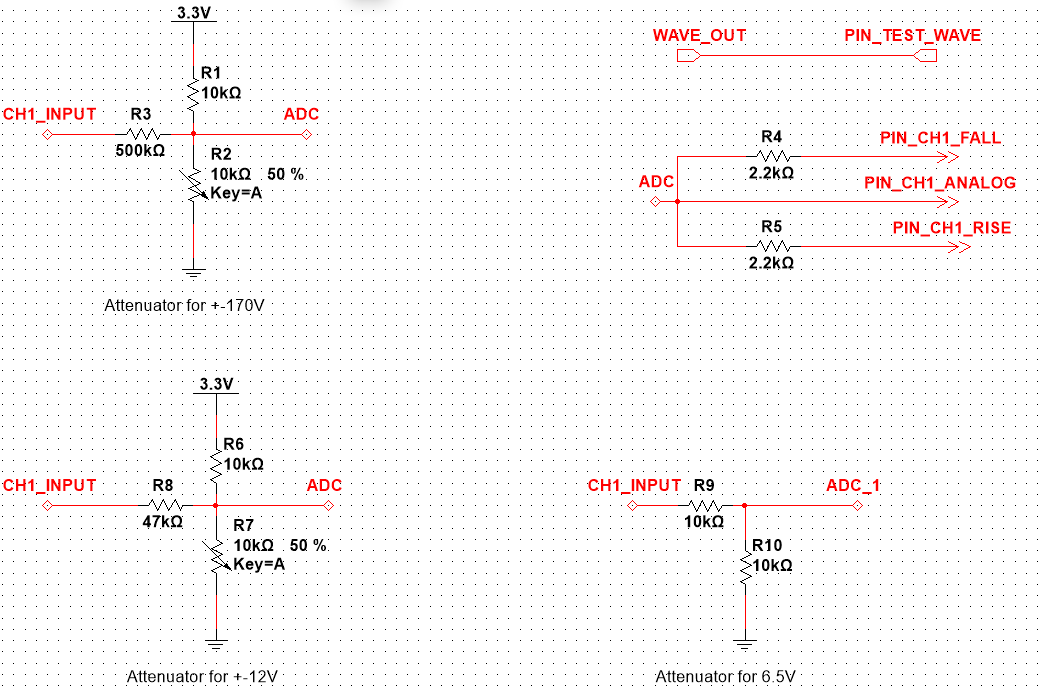 3.3V
R1
10kΩ
CH1_INPUT
R3
500kΩ
ADC
R2
10kΩ 50 %
Key=A
Attenuator for +-170V
WAVE_OUT
PIN_TEST_WAVE
R4
2.2kΩ
PIN_CH1_FALL
ADC
PIN_CH1_ANALOG
R5
2.2kΩ
PIN_CH1_RISE
3.3V
R6
10kΩ
CH1_INPUT
R8
47kΩ
ADC
R7
10kΩ 50 %
Key=A
Attenuator for +-12V
CH1_INPUT
R9
10kΩ
ADC_1
R10
10kΩ
Attenuator for 6.5V